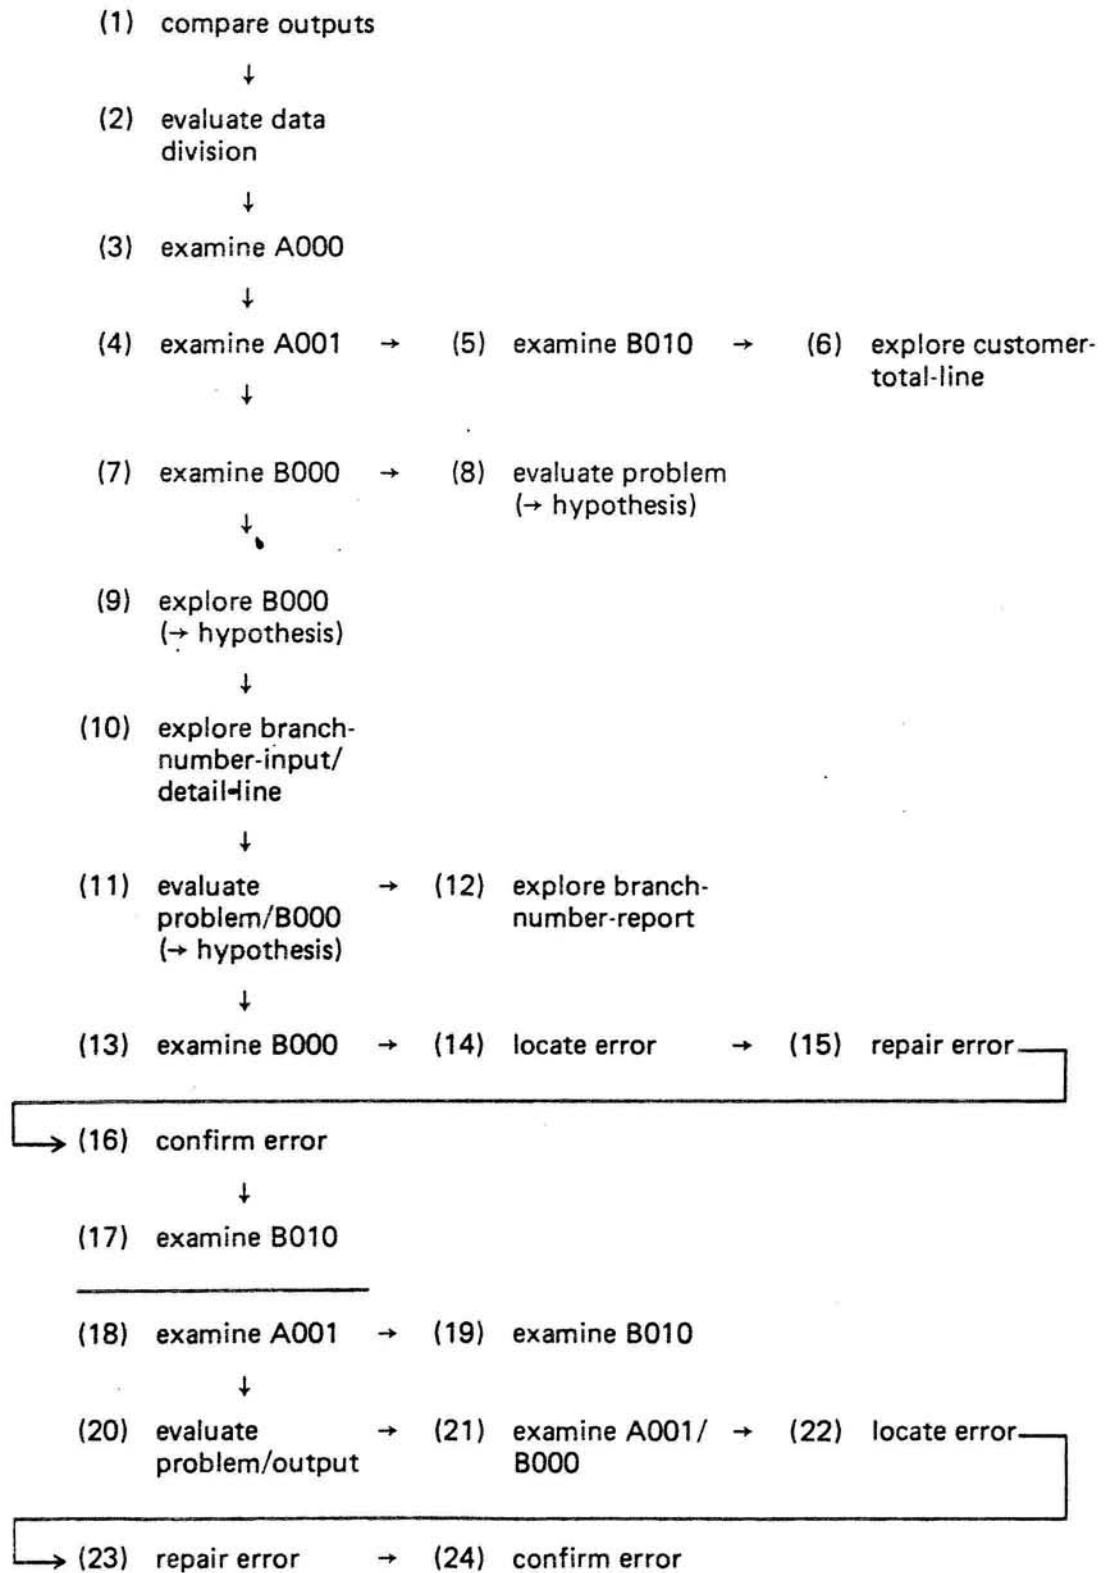 (1) compare outputs
↓
(2) evaluate data
division
↓
(3) examine A000
↓
(4) examine A001 → (5) examine B010 → (6) explore customer-
total-line
↓
(7) examine B000 → (8) evaluate problem
(→ hypothesis)
↓
(9) explore B000
(→ hypothesis)
↓
(10) explore branch-
number-input/
detail-line
↓
(11) evaluate → (12) explore branch-
problem/B000 number-report
(→ hypothesis)
↓
(13) examine B000 → (14) locate error → (15) repair error
(16) confirm error
↓
(17) examine B010
(18) examine A001 → (19) examine B010
↓
(20) evaluate → (21) examine A001/ → (22) locate error
problem/output B000
(23) repair error → (24) confirm error